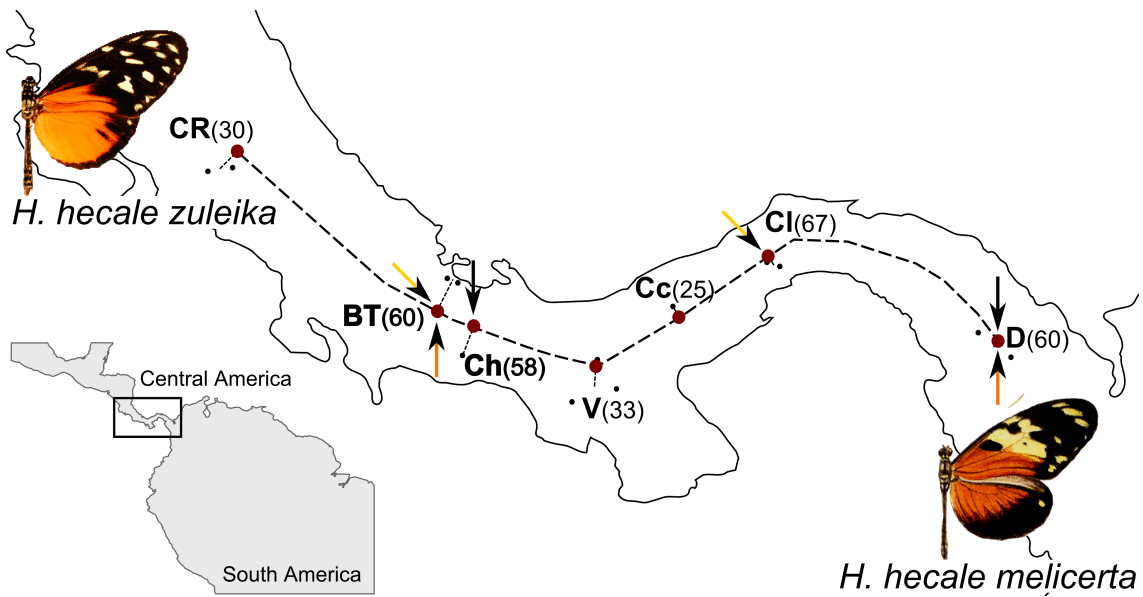 CR(30)
H. hecale zuleika
Cl(67)
Cc(25)
BT(60)
D(60)
Ch(58)
Central America
V(33)
South America
H. hecale melicerta